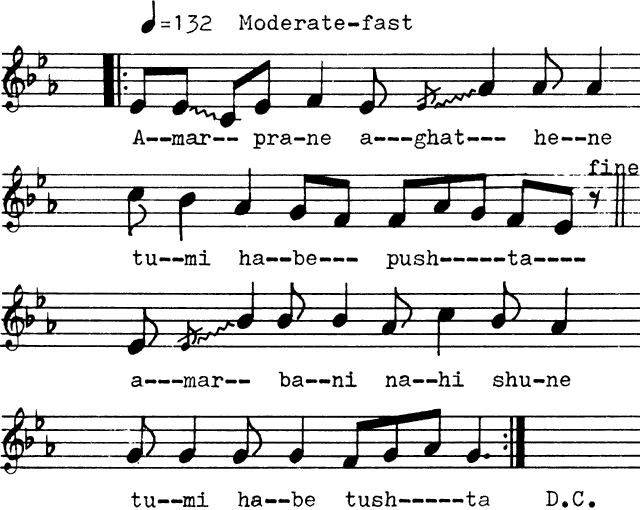 ♩=132 Moderate-fast
A--mar-- pra-ne a---ghat--- he--ne
fine
tu--mi ha--be--- push-----ta----
a---mar-- ba--ni na--hi shu-ne
tu--mi ha--be tush-----ta D.C.